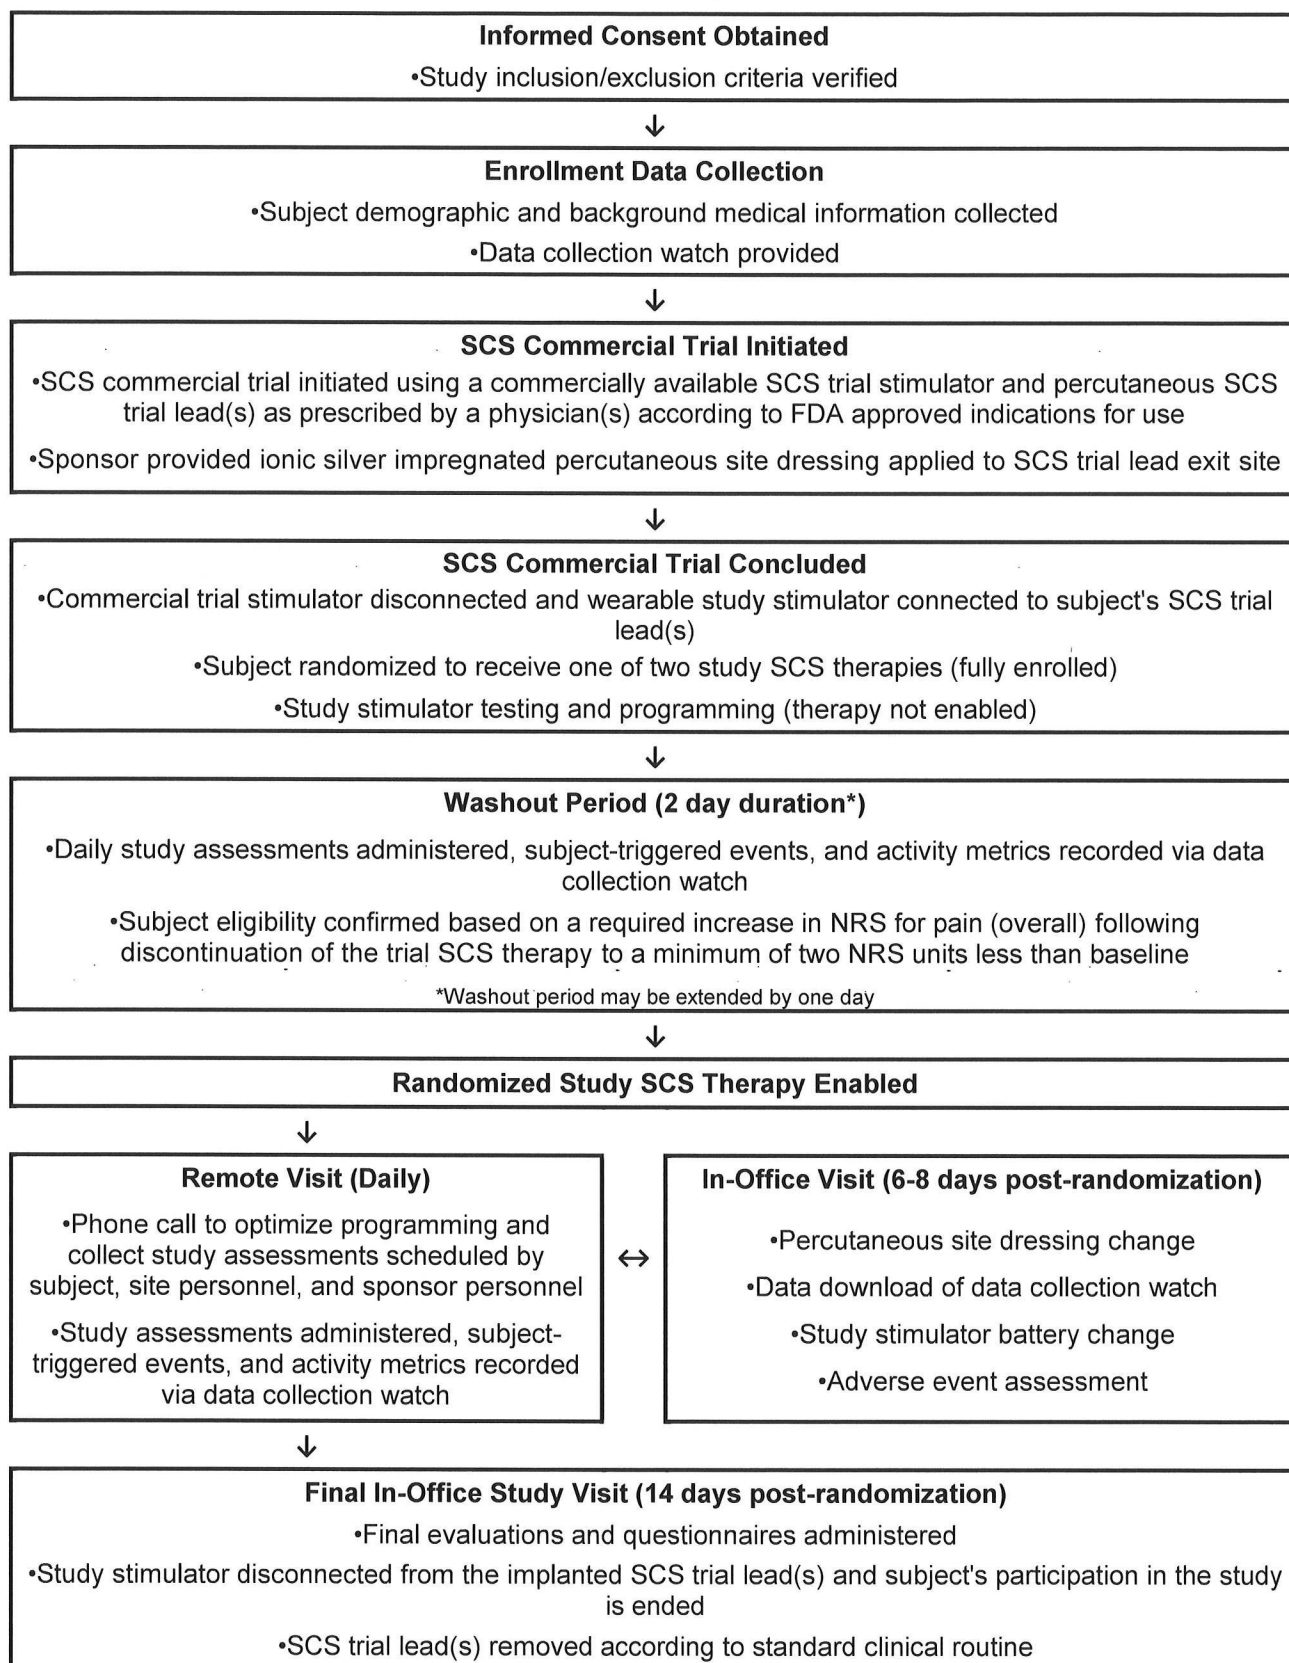 Informed Consent Obtained
•Study inclusion/exclusion criteria verified
↓
Enrollment Data Collection
•Subject demographic and background medical information collected
•Data collection watch provided
↓
SCS Commercial Trial Initiated
•SCS commercial trial initiated using a commercially available SCS trial stimulator and percutaneous SCS
trial lead(s) as prescribed by a physician(s) according to FDA approved indications for use
•Sponsor provided ionic silver impregnated percutaneous site dressing applied to SCS trial lead exit site
↓
SCS Commercial Trial Concluded
•Commercial trial stimulator disconnected and wearable study stimulator connected to subject's SCS trial
lead(s)
•Subject randomized to receive one of two study SCS therapies (fully enrolled)
•Study stimulator testing and programming (therapy not enabled)
↓
Washout Period (2 day duration*)
•Daily study assessments administered, subject-triggered events, and activity metrics recorded via data
collection watch
•Subject eligibility confirmed based on a required increase in NRS for pain (overall) following
discontinuation of the trial SCS therapy to a minimum of two NRS units less than baseline
*Washout period may be extended by one day
↓
Randomized Study SCS Therapy Enabled
↓
Remote Visit (Daily)
•Phone call to optimize programming and
collect study assessments scheduled by
subject, site personnel, and sponsor personnel
•Study assessments administered, subject-
triggered events, and activity metrics recorded
via data collection watch
↔
In-Office Visit (6-8 days post-randomization)
•Percutaneous site dressing change
•Data download of data collection watch
•Study stimulator battery change
•Adverse event assessment
↓
Final In-Office Study Visit (14 days post-randomization)
•Final evaluations and questionnaires administered
•Study stimulator disconnected from the implanted SCS trial lead(s) and subject's participation in the study
is ended
•SCS trial lead(s) removed according to standard clinical routine